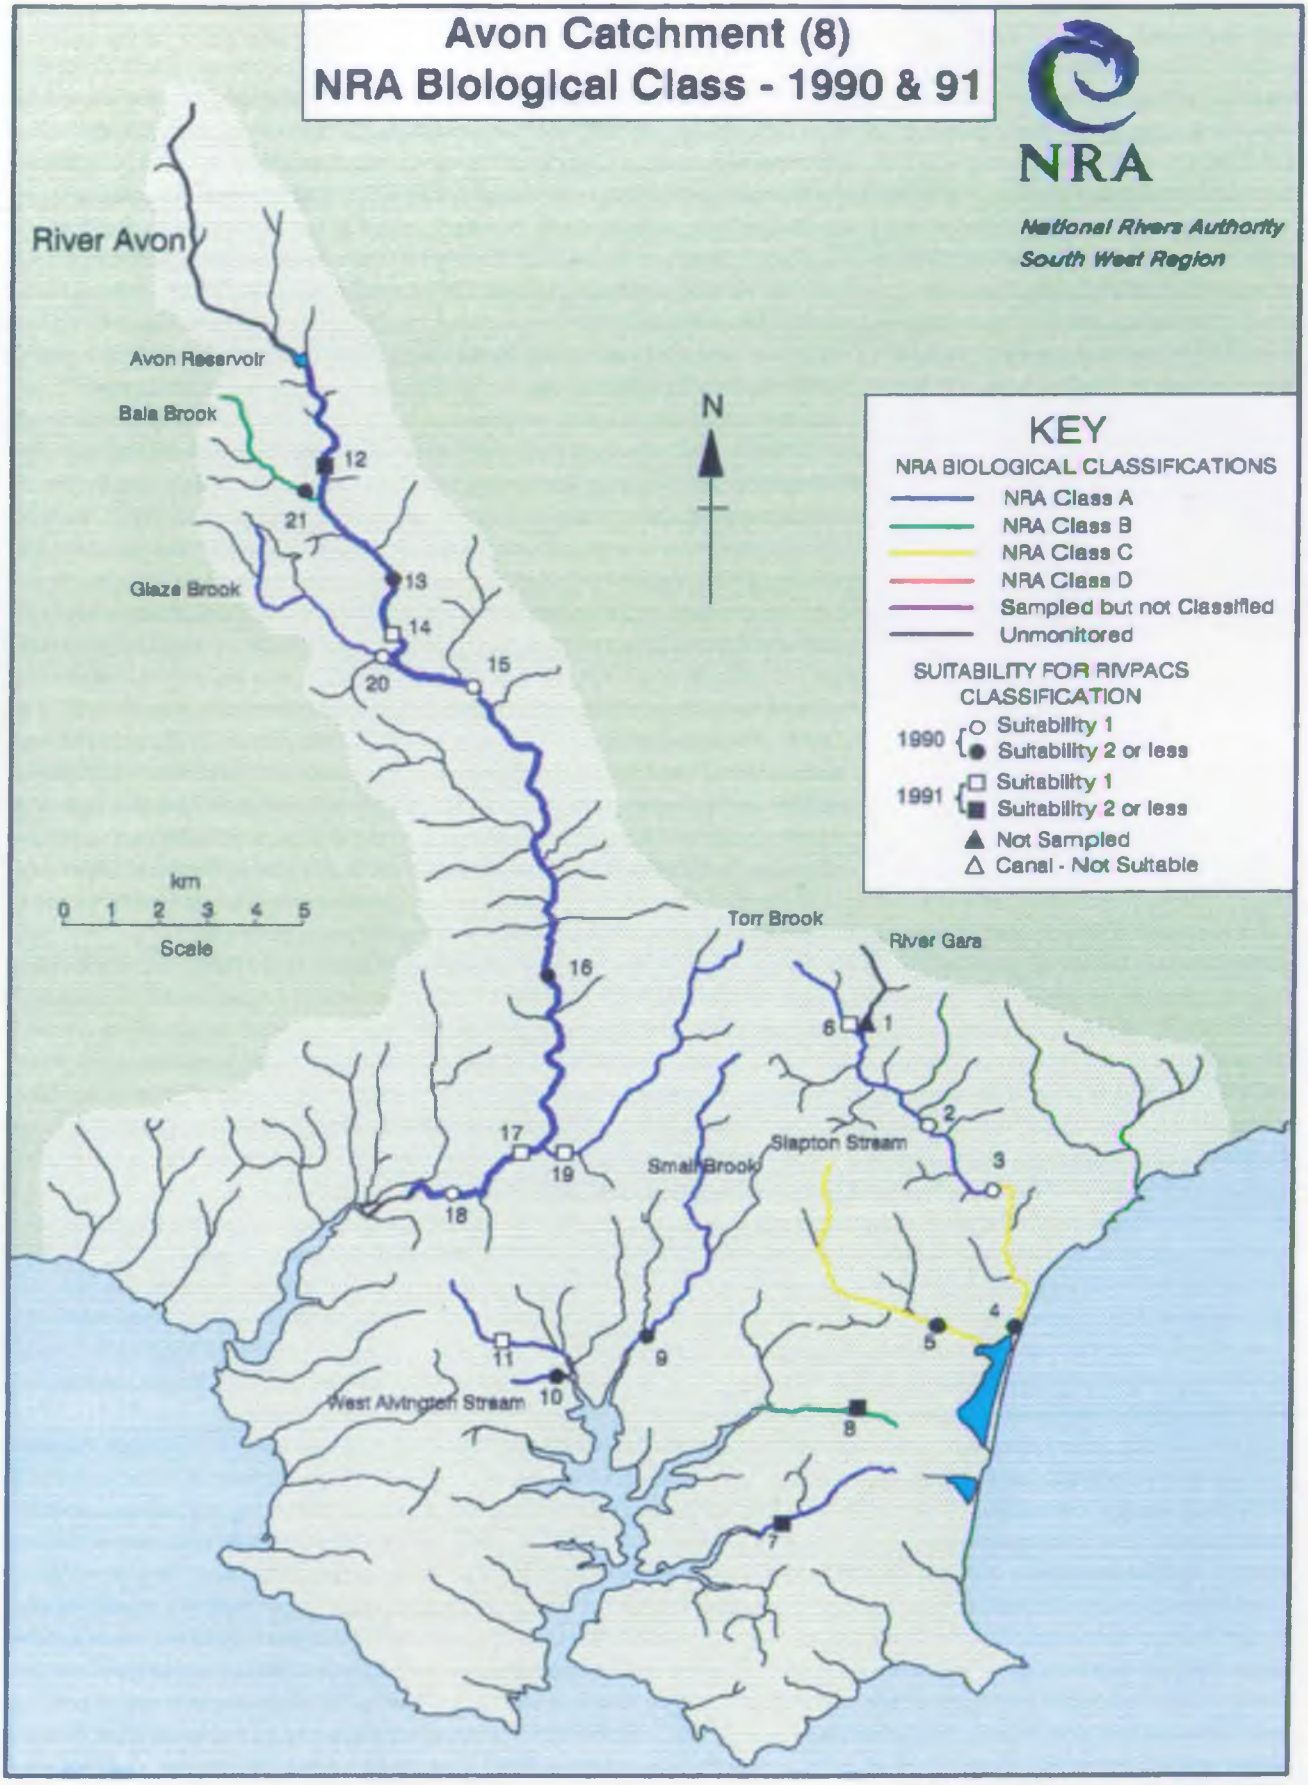 Avon Catchment (8)
NRA Biological Class - 1990 & 91
NRA
National Rivers Authority
South West Region
River Avon
Avon Reservoir
Bala Brook
12
21
Glaze Brook
13
14
20
15
N
KEY
NRA BIOLOGICAL CLASSIFICATIONS
NRA Class A
NRA Class B
NRA Class C
NRA Class D
Sampled but not Classified
Unmonitored
SUITABILITY FOR RIVPACS
CLASSIFICATION
1990 { Suitability 1
Suitability 2 or less
1991 { Suitability 1
Suitability 2 or less
Not Sampled
Canal - Not Suitable
km
0 1 2 3 4 5
Scale
Torr Brook
River Gara
16
6
1
2
17
19
Small Brook
Slapton Stream
3
18
4
5
11
9
10
West Alvington Stream
8
7